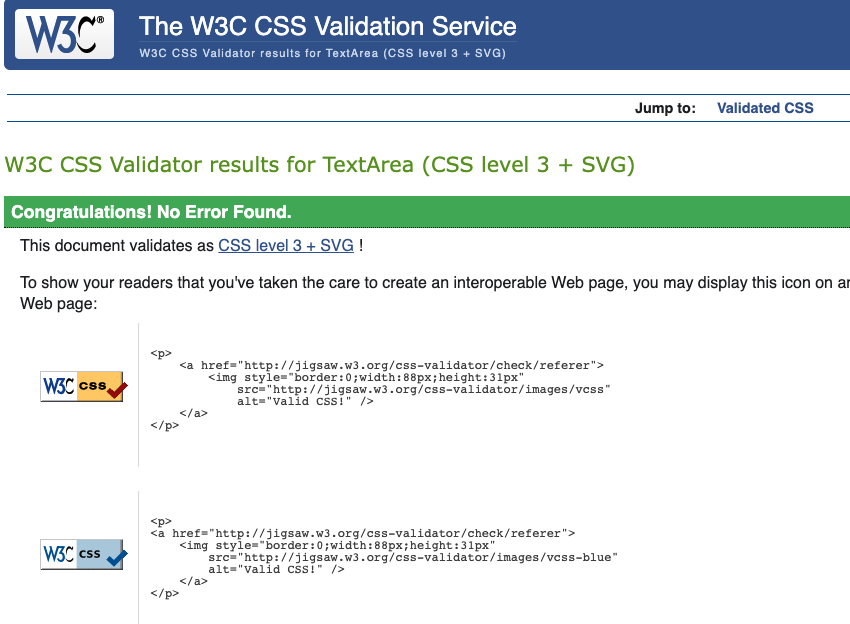 W3C®
The W3C CSS Validation Service
W3C CSS Validator results for TextArea (CSS level 3 + SVG)
Jump to: Validated CSS
W3C CSS Validator results for TextArea (CSS level 3 + SVG)
Congratulations! No Error Found.
This document validates as CSS level 3 + SVG !
To show your readers that you've taken the care to create an interoperable Web page, you may display this icon on
Web page:
W3C css
<p>
<a href="http://jigsaw.w3.org/css-validator/check/referer">
<img style="border:0;width:88px;height:31px"
src="http://jigsaw.w3.org/css-validator/images/vcss"
alt="Valid CSS!" />
</a>
</p>
W3C css
<p>
<a href="http://jigsaw.w3.org/css-validator/check/referer">
<img style="border:0;width:88px;height:31px"
src="http://jigsaw.w3.org/css-validator/images/vcss-blue"
alt="Valid CSS!" />
</a>
</p>